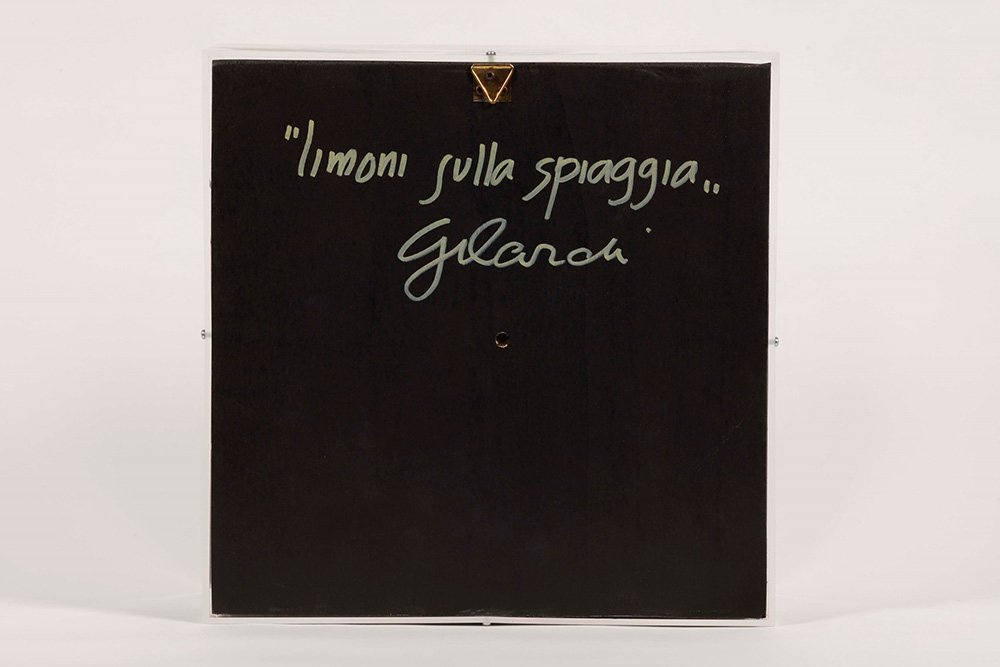 "limoni sulla spiaggia„
Gilardi